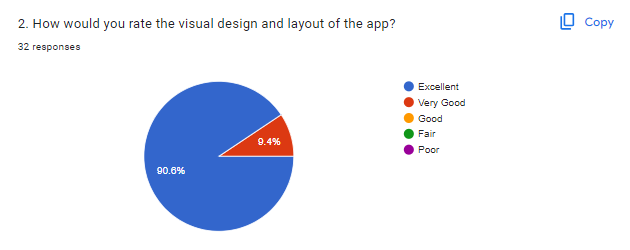 2. How would you rate the visual design and layout of the app?
Copy
32 responses
Excellent
Very Good
Good
Fair
Poor
9.4%
90.6%